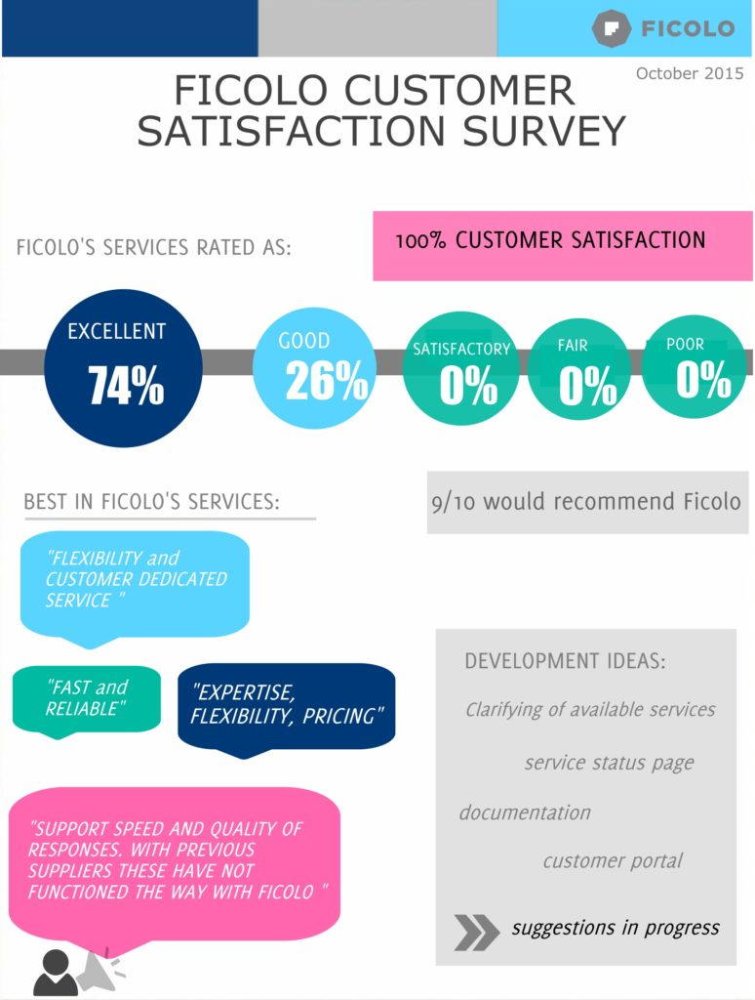 FICOLO
October 2015
FICOLO CUSTOMER
SATISFACTION SURVEY
FICOLO'S SERVICES RATED AS:
100% CUSTOMER SATISFACTION
EXCELLENT
74%
GOOD
26%
SATISFACTORY
0%
FAIR
0%
POOR
0%
BEST IN FICOLO'S SERVICES:
9/10 would recommend Ficolo
"FLEXIBILITY and
CUSTOMER DEDICATED
SERVICE "
"FAST and
RELIABLE"
"EXPERTISE,
FLEXIBILITY, PRICING"
"SUPPORT SPEED AND QUALITY OF
RESPONSES. WITH PREVIOUS
SUPPLIERS THESE HAVE NOT
FUNCTIONED THE WAY WITH FICOLO "
DEVELOPMENT IDEAS:
Clarifying of available services
service status page
documentation
customer portal
suggestions in progress